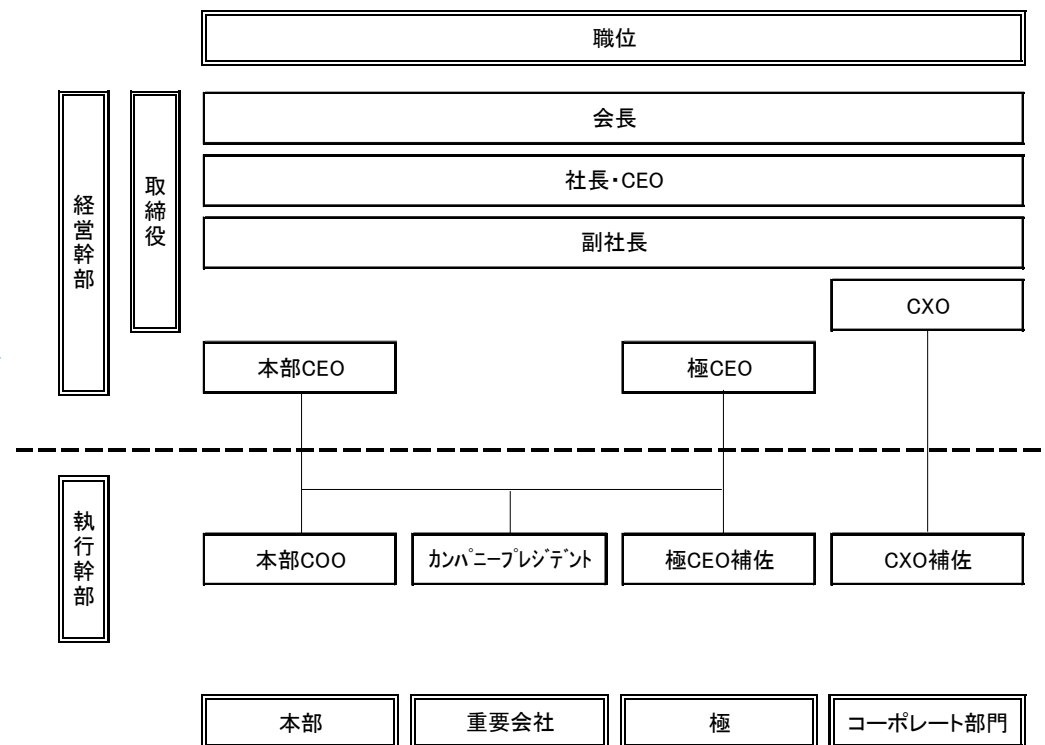 職位
経営幹部
取締役
会長
社長・CEO
副社長
CXO
本部CEO
極CEO
執行幹部
本部COO
ｶﾝﾊﾟﾆｰﾌﾟﾚｼﾞﾃﾞﾝﾄ
極CEO補佐
CXO補佐
本部
重要会社
極
コーポレート部門